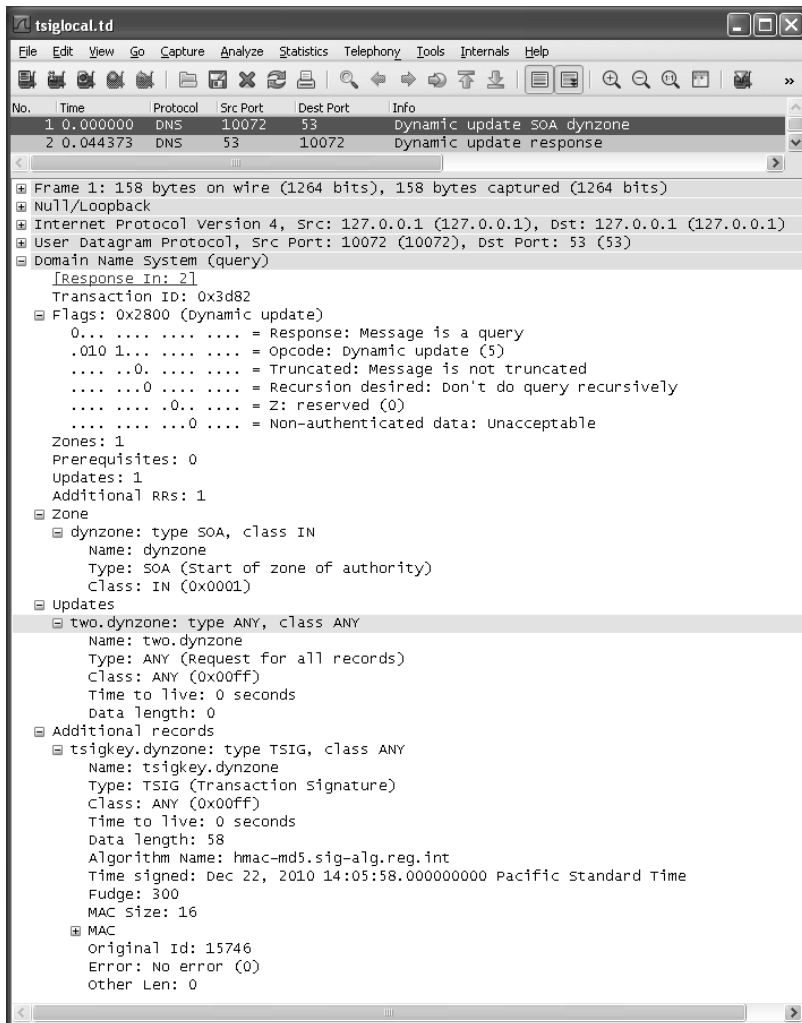 tsiglocal.td
File Edit View Go Capture Analyze Statistics Telephony Tools Internals Help
No. Time Protocol Src Port Dest Port Info
1 0.000000 DNS 10072 53 Dynamic update SOA dynzone
2 0.044373 DNS 53 10072 Dynamic update response
Frame 1: 158 bytes on wire (1264 bits), 158 bytes captured (1264 bits)
Null/Loopback
Internet Protocol Version 4, Src: 127.0.0.1 (127.0.0.1), Dst: 127.0.0.1 (127.0.0.1)
User Datagram Protocol, Src Port: 10072 (10072), Dst Port: 53 (53)
Domain Name System (query)
[Response In: 2]
Transaction ID: 0x3d82
Flags: 0x2800 (Dynamic update)
0... .... .... .... = Response: Message is a query
.010 1... .... .... = Opcode: Dynamic update (5)
.... ..0. .... .... = Truncated: Message is not truncated
.... ...0 .... .... = Recursion desired: Don't do query recursively
.... .... .0.. .... = Z: reserved (0)
.... .... ...0 .... = Non-authenticated data: Unacceptable
Zones: 1
Prerequisites: 0
Updates: 1
Additional RRs: 1
Zone
dynzone: type SOA, class IN
Name: dynzone
Type: SOA (Start of zone of authority)
Class: IN (0x0001)
Updates
two.dynzone: type ANY, class ANY
Name: two.dynzone
Type: ANY (Request for all records)
Class: ANY (0x00ff)
Time to live: 0 seconds
Data length: 0
Additional records
tsigkey.dynzone: type TSIG, class ANY
Name: tsigkey.dynzone
Type: TSIG (Transaction Signature)
Class: ANY (0x00ff)
Time to live: 0 seconds
Data length: 58
Algorithm Name: hmac-md5.sig-alg.reg.int
Time signed: Dec 22, 2010 14:05:58.000000000 Pacific Standard Time
Fudge: 300
MAC Size: 16
MAC
Original Id: 15746
Error: No error (0)
Other Len: 0